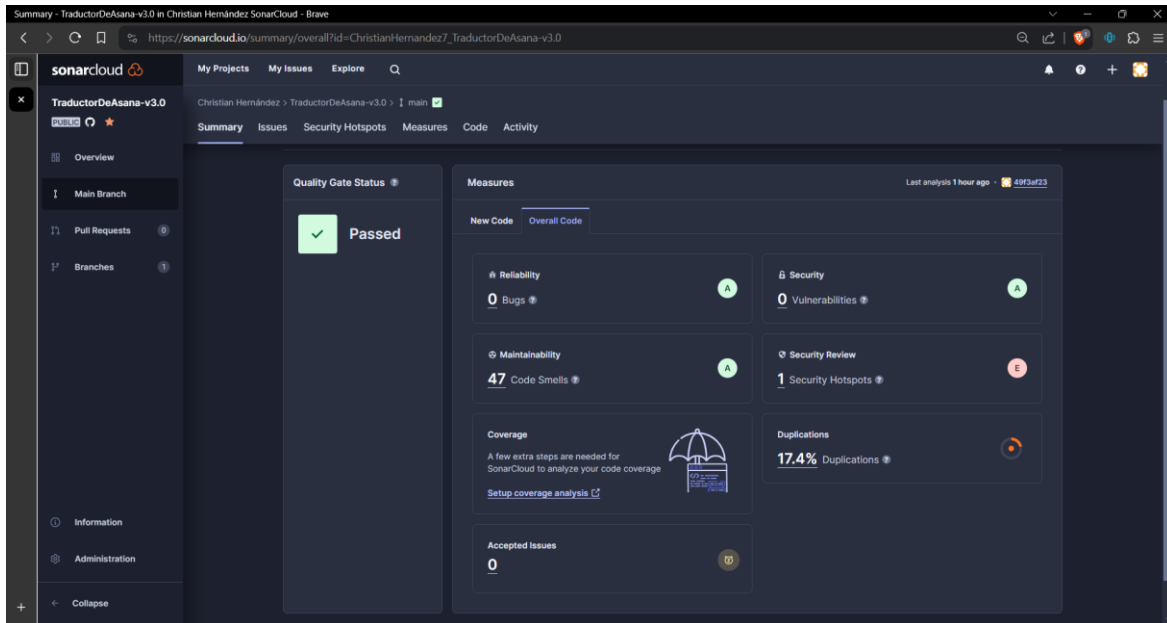 Summary - TraductorDeAsana-v3.0 in Christian Hernández SonarCloud - Brave
https://sonarcloud.io/summary/overall?id=ChristianHernandez7_TraductorDeAsana-v3.0
sonarcloud
My Projects My Issues Explore
TraductorDeAsana-v3.0
PUBLIC
Overview
Main Branch
Pull Requests 0
Branches 1
Information
Administration
Collapse
Christian Hernández > TraductorDeAsana-v3.0 > main
Summary Issues Security Hotspots Measures Code Activity
Quality Gate Status
Passed
Measures
Last analysis 1 hour ago • 49f3af23
New Code Overall Code
Reliability
0 Bugs
A
Security
0 Vulnerabilities
A
Maintainability
47 Code Smells
A
Security Review
1 Security Hotspots
E
Coverage
A few extra steps are needed for
SonarCloud to analyze your code coverage
Setup coverage analysis
Duplications
17.4% Duplications
Accepted Issues
0